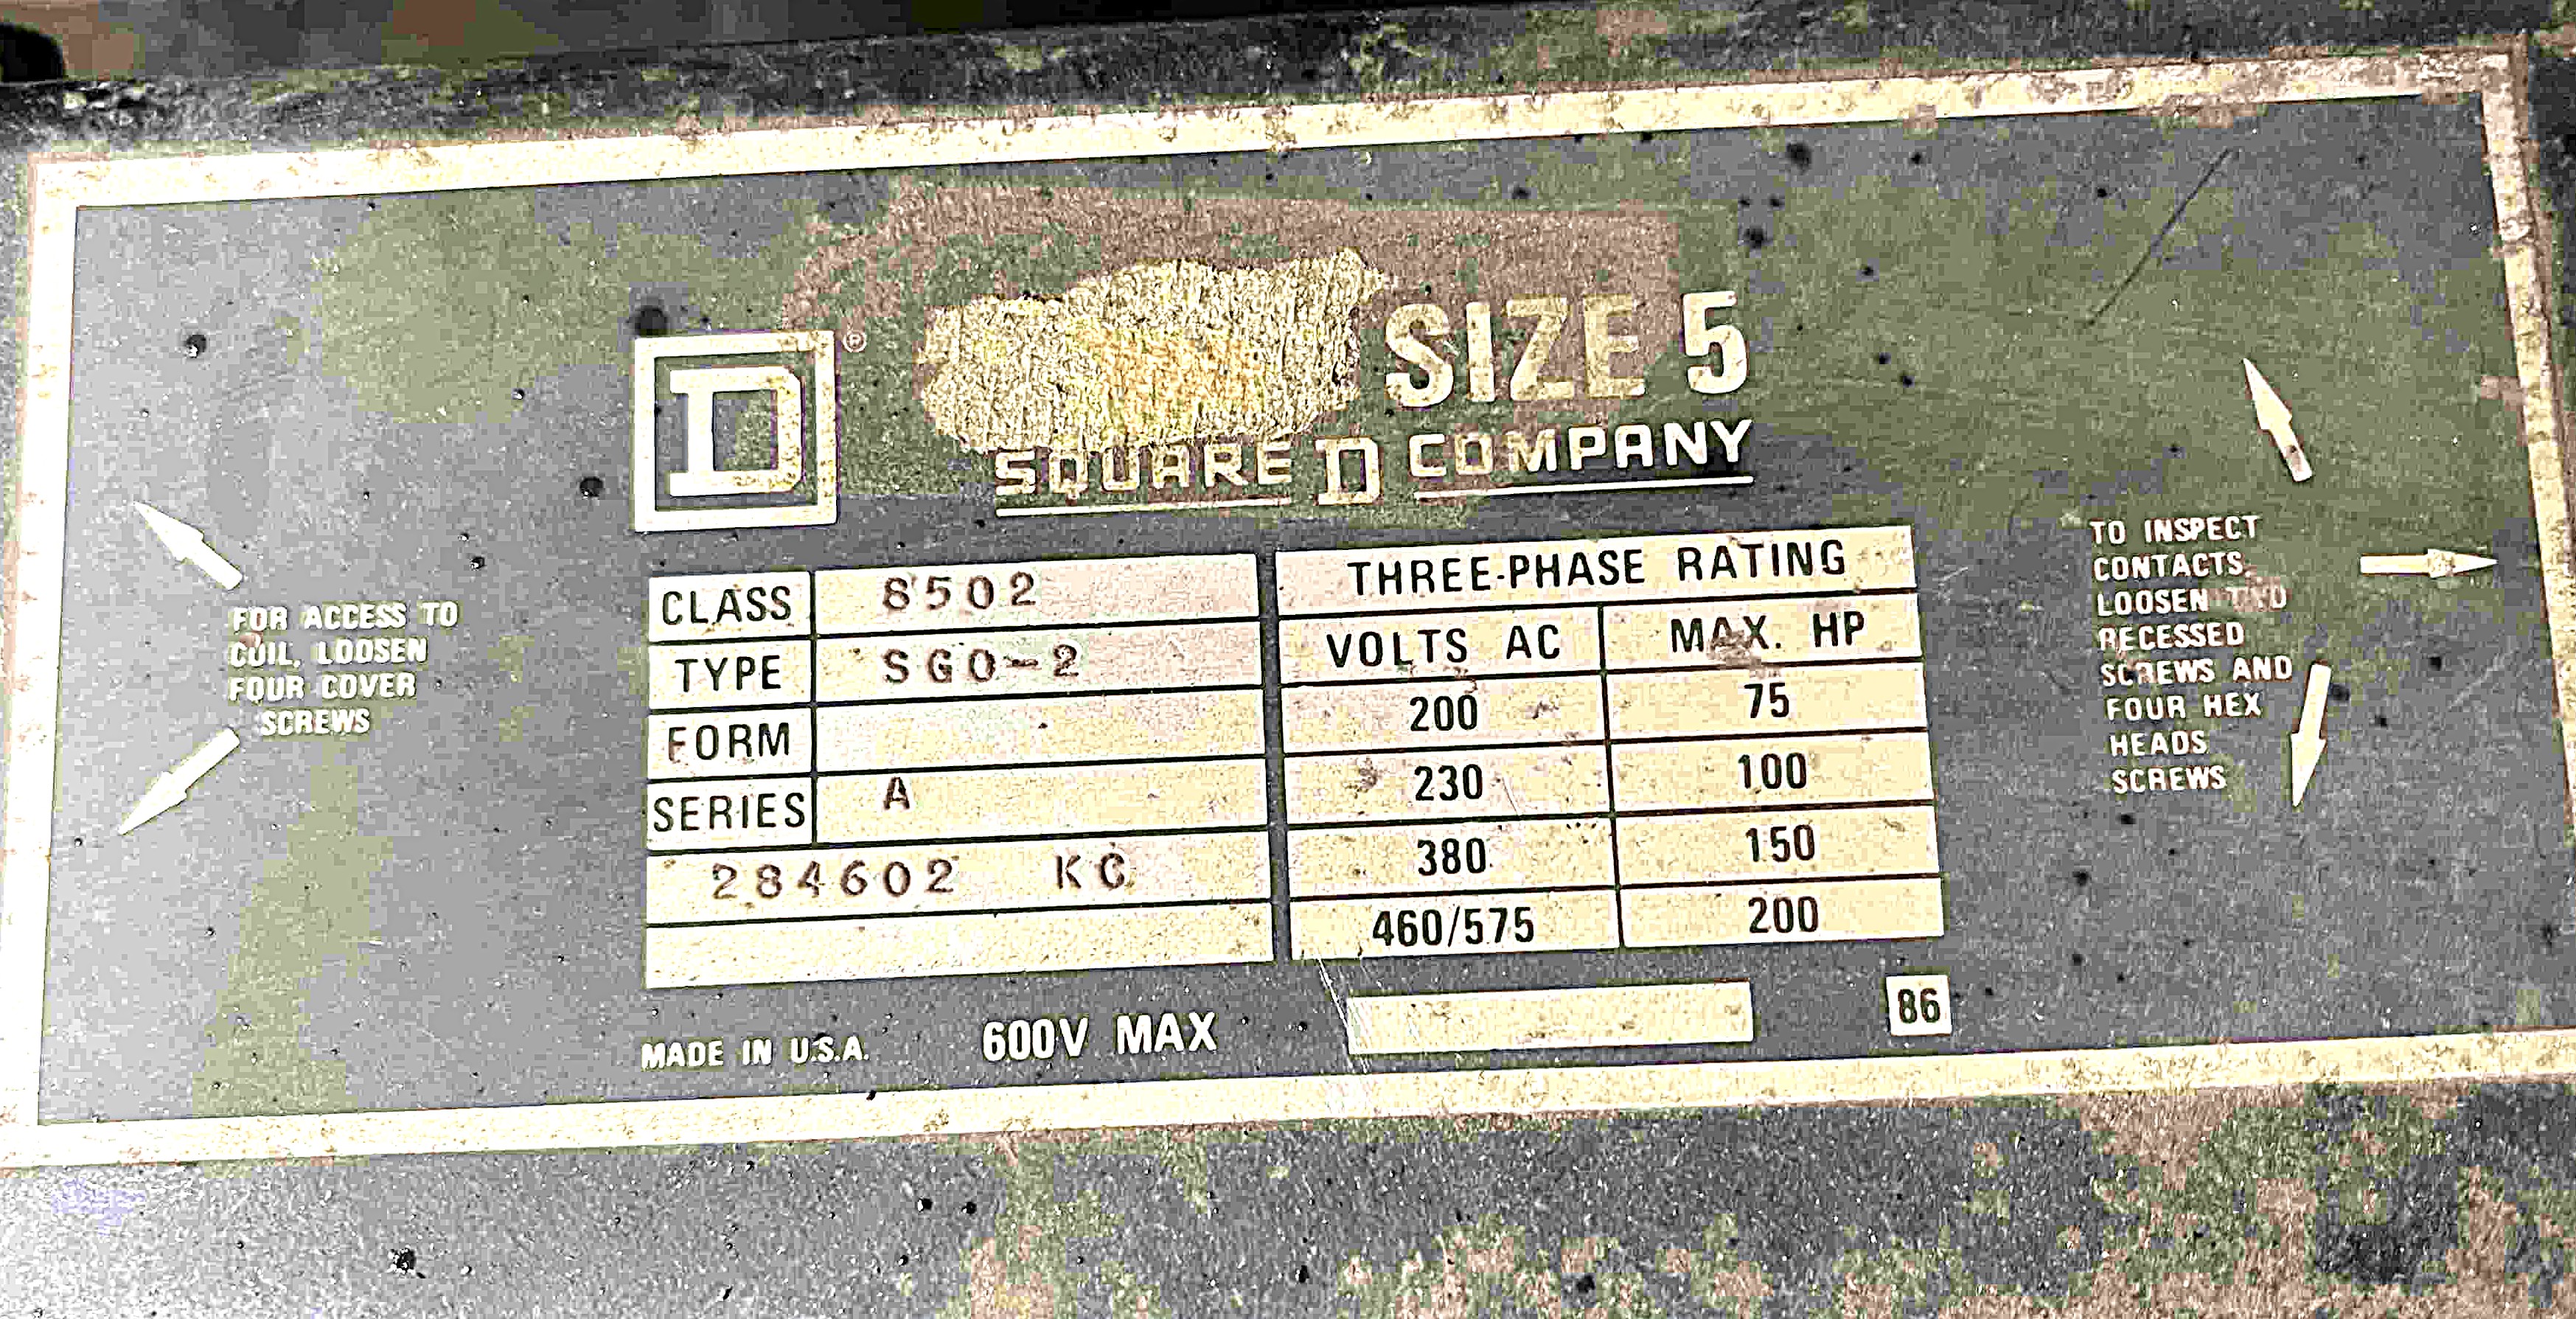 D ®
SIZE 5
SQUARE D COMPANY
FOR ACCESS TO
COIL, LOOSEN
FOUR COVER
SCREWS
CLASS 8502
TYPE SGO-2
FORM
SERIES A
284602 KC
THREE-PHASE RATING
VOLTS AC MAX. HP
200 75
230 100
380 150
460/575 200
TO INSPECT
CONTACTS,
LOOSEN TWO
RECESSED
SCREWS AND
FOUR HEX
HEADS
SCREWS
MADE IN U.S.A. 600V MAX 86